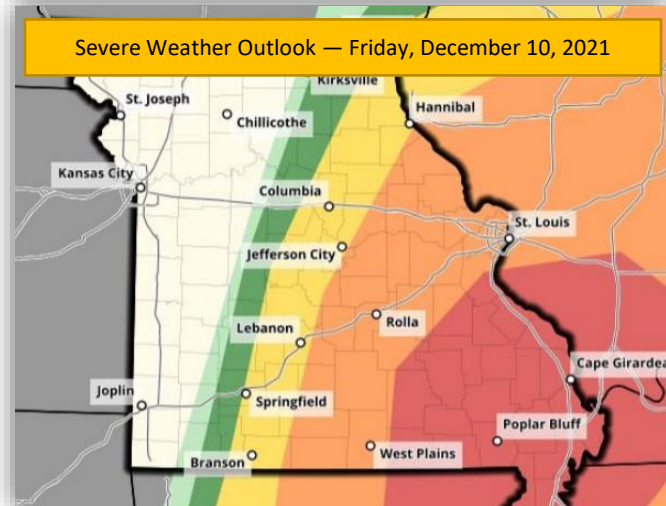 Severe Weather Outlook — Friday, December 10, 2021
Kirksville
St. Joseph
Hannibal
Chillicothe
Kansas City
Columbia
St. Louis
Jefferson City
Lebanon
Rolla
Cape Girardea
Joplin
Springfield
Poplar Bluff
West Plains
Branson